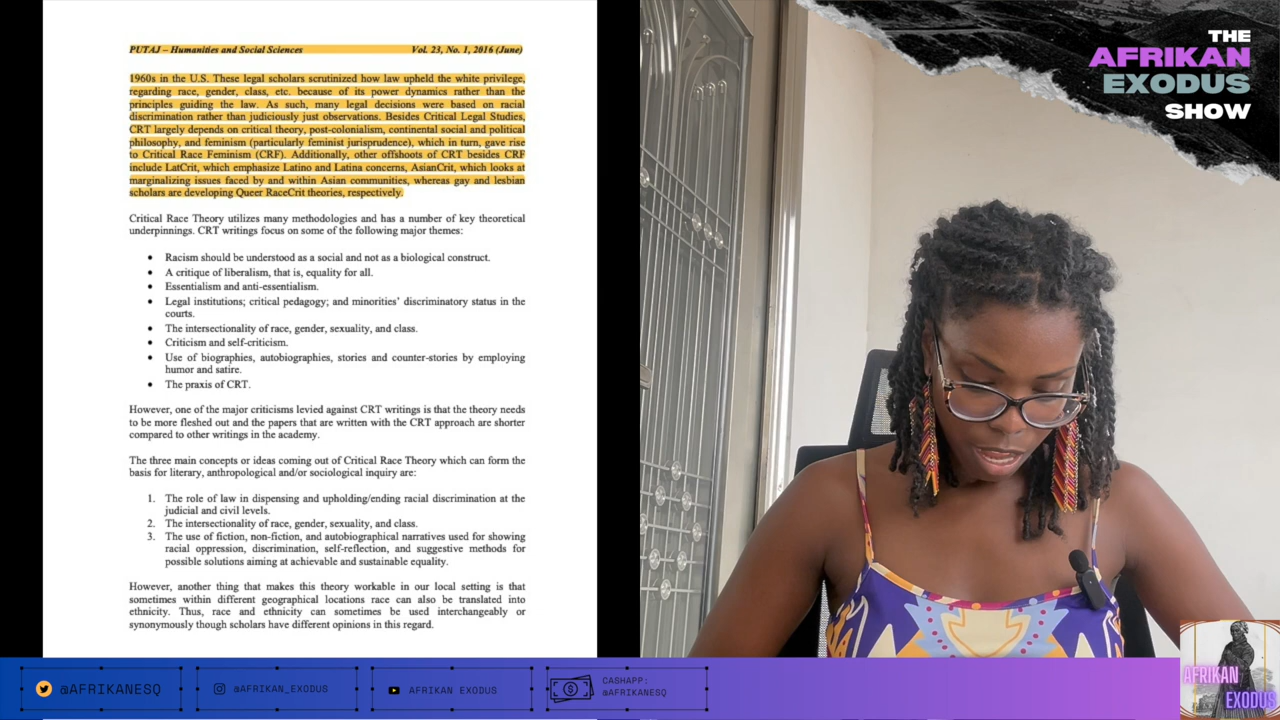 PUTAJ – Humanities and Social Sciences Vol. 23, No. 1, 2016 (June)
1960s in the U.S. These legal scholars scrutinized how law upheld the white privilege,
regarding race, gender, class, etc. because of its power dynamics rather than the
principles guiding the law. As such, many legal decisions were based on racial
discrimination rather than judiciously just observations. Besides Critical Legal Studies,
CRT largely depends on critical theory, post-colonialism, continental social and political
philosophy, and feminism (particularly feminist jurisprudence), which in turn, gave rise
to Critical Race Feminism (CRF). Additionally, other offshoots of CRT besides CRF
include LatCrit, which emphasize Latino and Latina concerns, AsianCrit, which looks at
marginalizing issues faced by and within Asian communities, whereas gay and lesbian
scholars are developing Queer RaceCrit theories, respectively.
Critical Race Theory utilizes many methodologies and has a number of key theoretical
underpinnings. CRT writings focus on some of the following major themes:
• Racism should be understood as a social and not as a biological construct.
• A critique of liberalism, that is, equality for all.
• Essentialism and anti-essentialism.
• Legal institutions; critical pedagogy; and minorities' discriminatory status in the
courts.
• The intersectionality of race, gender, sexuality, and class.
• Criticism and self-criticism.
• Use of biographies, autobiographies, stories and counter-stories by employing
humor and satire.
• The praxis of CRT.
However, one of the major criticisms levied against CRT writings is that the theory needs
to be more fleshed out and the papers that are written with the CRT approach are shorter
compared to other writings in the academy.
The three main concepts or ideas coming out of Critical Race Theory which can form the
basis for literary, anthropological and/or sociological inquiry are:
1. The role of law in dispensing and upholding/ending racial discrimination at the
judicial and civil levels.
2. The intersectionality of race, gender, sexuality, and class.
3. The use of fiction, non-fiction, and autobiographical narratives used for showing
racial oppression, discrimination, self-reflection, and suggestive methods for
possible solutions aiming at achievable and sustainable equality.
However, another thing that makes this theory workable in our local setting is that
sometimes within different geographical locations race can also be translated into
ethnicity. Thus, race and ethnicity can sometimes be used interchangeably or
synonymously though scholars have different opinions in this regard.
THE
AFRIKAN
EXODUS
SHOW
@AFRIKANESQ
@AFRIKAN_EXODUS
AFRIKAN EXODUS
CASHAPP:
@AFRIKANESQ
AFRIKAN
EXODUS